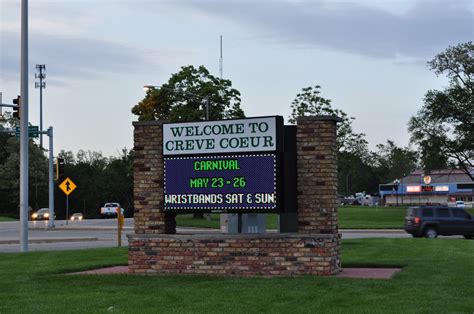 WELCOME TO
CREVE COEUR
CARNIVAL
MAY 23 - 26
WRISTBANDS SAT & SUN